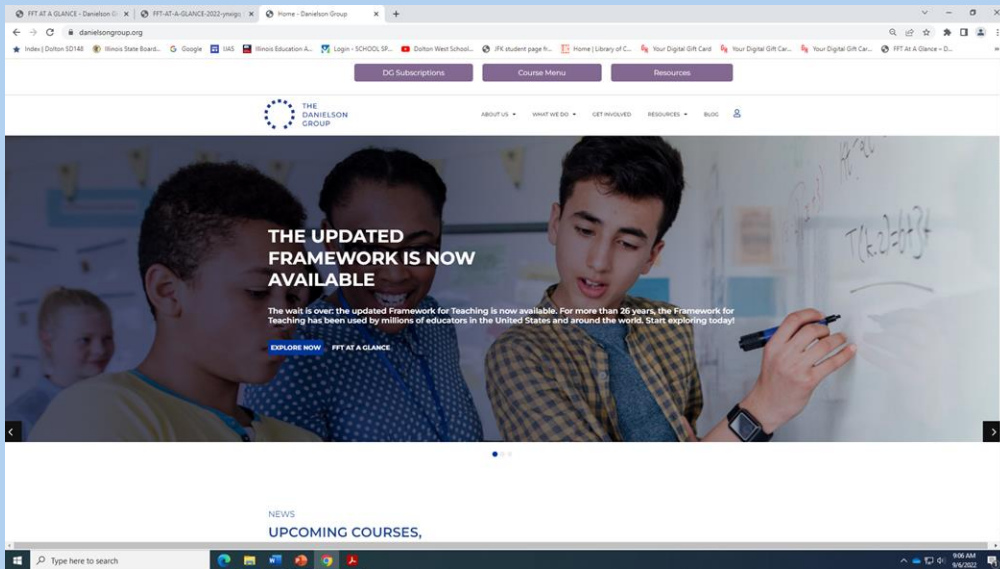 FFT AT A GLANCE - Danielson G
FFT-AT-A-GLANCE-2022-
Home - Danielson Group
danielsongroup.org
Index | Dolton SD148
Illinois State Board...
Google
IIAS
Illinois Education A...
Login - SCHOOL SP...
Dolton West School...
JFK student page fr...
Home | Library of C...
Your Digital Gift Card
Your Digital Gift Car...
Your Digital Gift Car...
FFT At A Glance – D...
DG Subscriptions
Course Menu
Resources
THE
DANIELSON
GROUP
ABOUT US
WHAT WE DO
GET INVOLVED
RESOURCES
BLOG
THE UPDATED
FRAMEWORK IS NOW
AVAILABLE
The wait is over: the updated Framework for Teaching is now available. For more than 26 years, the Framework for
Teaching has been used by millions of educators in the United States and around the world. Start exploring today!
EXPLORE NOW
FFT AT A GLANCE
NEWS
UPCOMING COURSES,
Type here to search
9:06 AM
9/6/2022